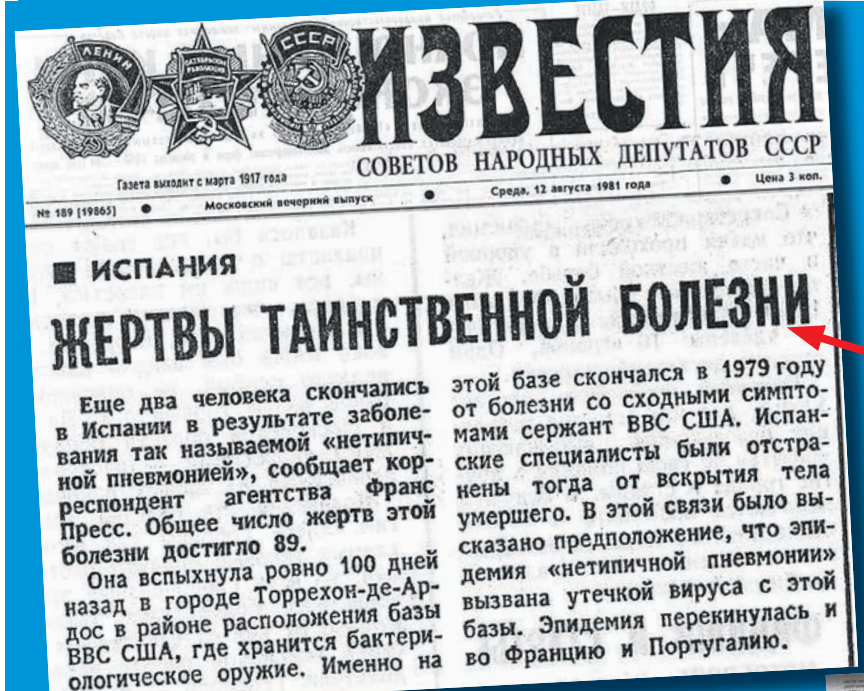 ЛЕНИН
ОКТЯБРЬСКАЯ
РЕВОЛЮЦИЯ
СССР
ИЗВЕСТИЯ
СОВЕТОВ НАРОДНЫХ ДЕПУТАТОВ СССР
Газета выходит с марта 1917 года
№ 189 [19865] ● Московский вечерний выпуск ● Среда, 12 августа 1981 года ● Цена 3 коп.
ИСПАНИЯ
ЖЕРТВЫ ТАИНСТВЕННОЙ БОЛЕЗНИ
Еще два человека скончались
в Испании в результате заболе-
вания так называемой «нетипич-
ной пневмонией», сообщает кор-
респондент агентства Франс
Пресс. Общее число жертв этой
болезни достигло 89.
Она вспыхнула ровно 100 дней
назад в городе Торрехон-де-Ар-
дос в районе расположения базы
ВВС США, где хранится бактери-
ологическое оружие. Именно на
этой базе скончался в 1979 году
от болезни со сходными симпто-
мами сержант ВВС США. Испан-
ские специалисты были отстра-
нены тогда от вскрытия тела
умершего. В этой связи было вы-
сказано предположение, что эпи-
демия «нетипичной пневмонии»
вызвана утечкой вируса с этой
базы. Эпидемия перекинулась и
во Францию и Португалию.